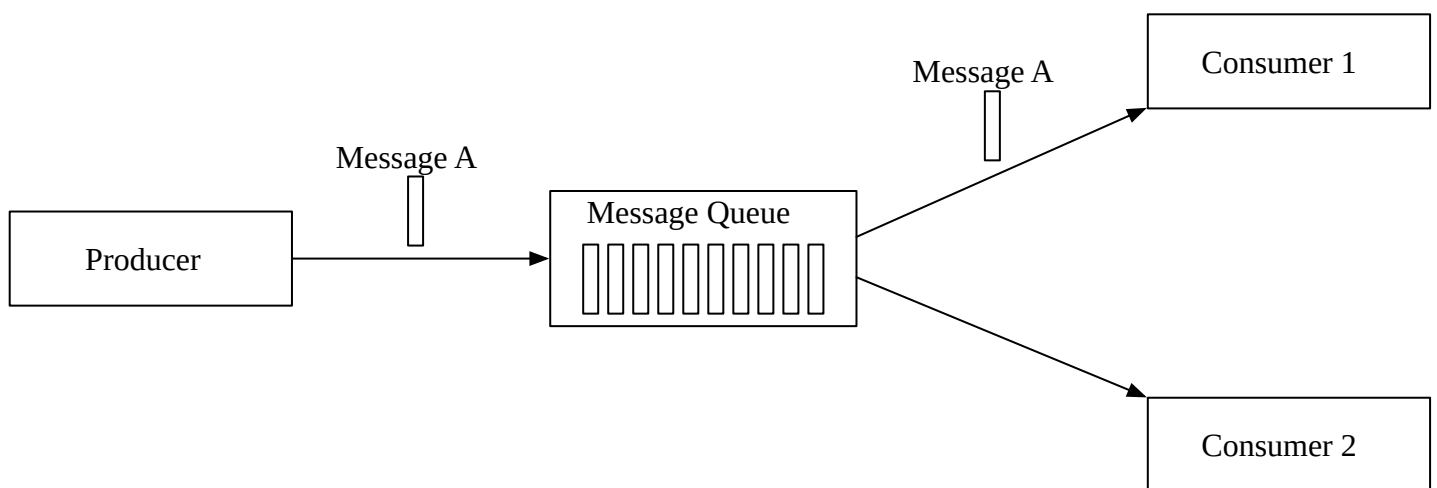 Consumer 1
Message A
Message A
Message Queue
Producer
Consumer 2